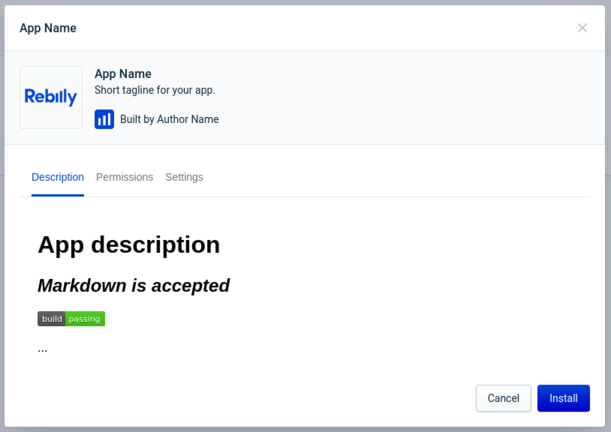 App Name
Rebilly
App Name
Short tagline for your app.
Built by Author Name
Description Permissions Settings
App description
Markdown is accepted
build passing
...
Cancel Install